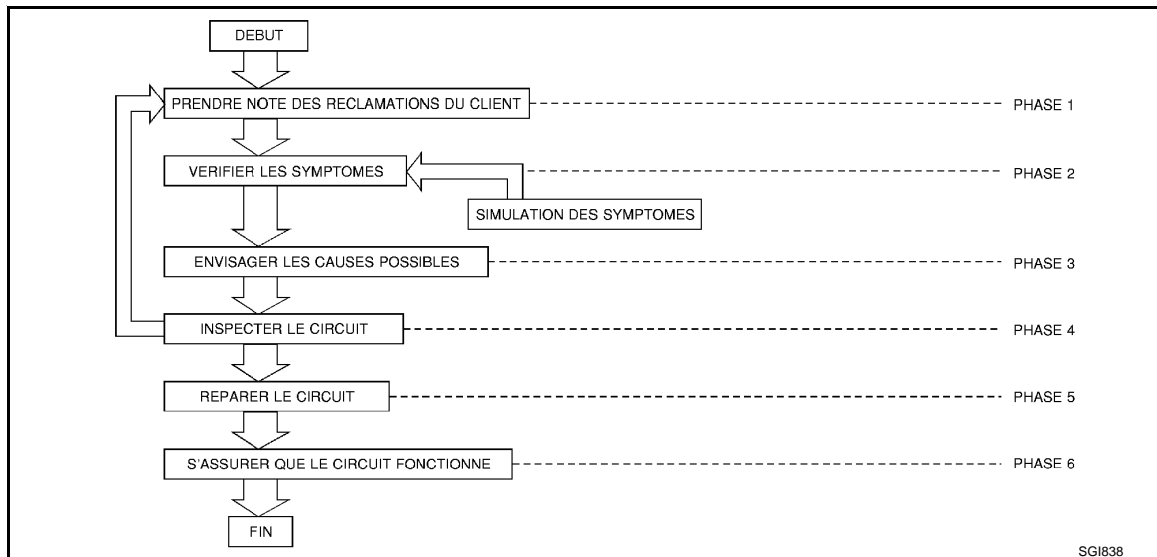 DEBUT
PRENDRE NOTE DES RECLAMATIONS DU CLIENT
PHASE 1
VERIFIER LES SYMPTOMES
PHASE 2
SIMULATION DES SYMPTOMES
ENVISAGER LES CAUSES POSSIBLES
PHASE 3
INSPECTER LE CIRCUIT
PHASE 4
REPARER LE CIRCUIT
PHASE 5
S'ASSURER QUE LE CIRCUIT FONCTIONNE
PHASE 6
FIN
SGI838